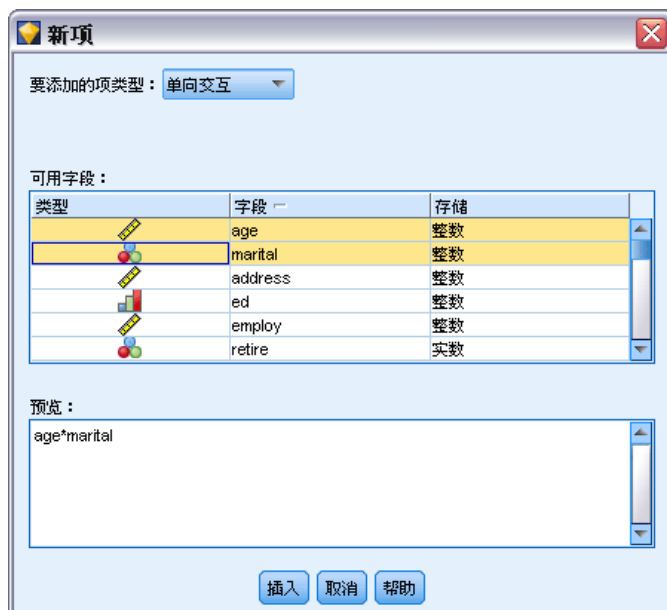 新项
要添加的项类型：单向交互
可用字段：
类型 字段 存储
age 整数
marital 整数
address 整数
ed 整数
employ 整数
retire 实数
预览：
age*marital
插入 取消 帮助